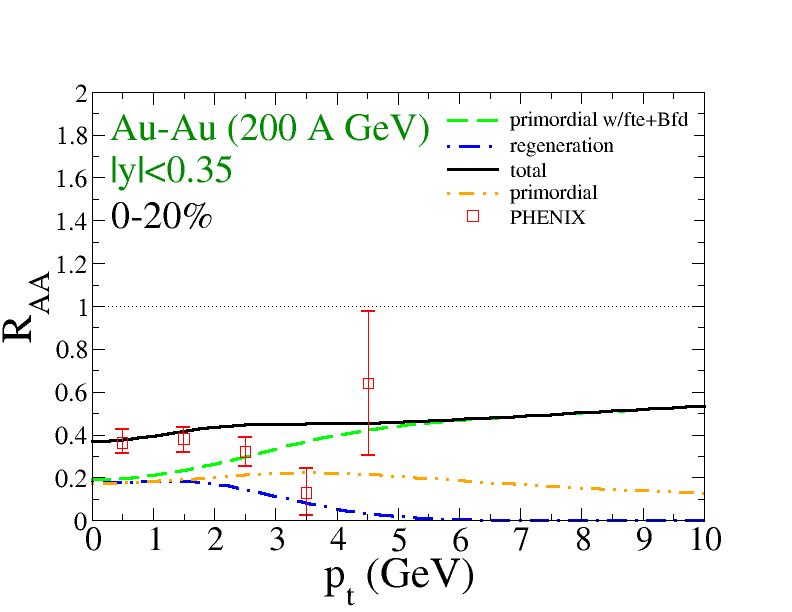 Au-Au (200 A GeV)
|y|<0.35
0-20%
primordial w/fte+Bfd
regeneration
total
primordial
PHENIX
R_AA
2
1.8
1.6
1.4
1.2
1
0.8
0.6
0.4
0.2
0
0 1 2 3 4 5 6 7 8 9 10
p_t (GeV)